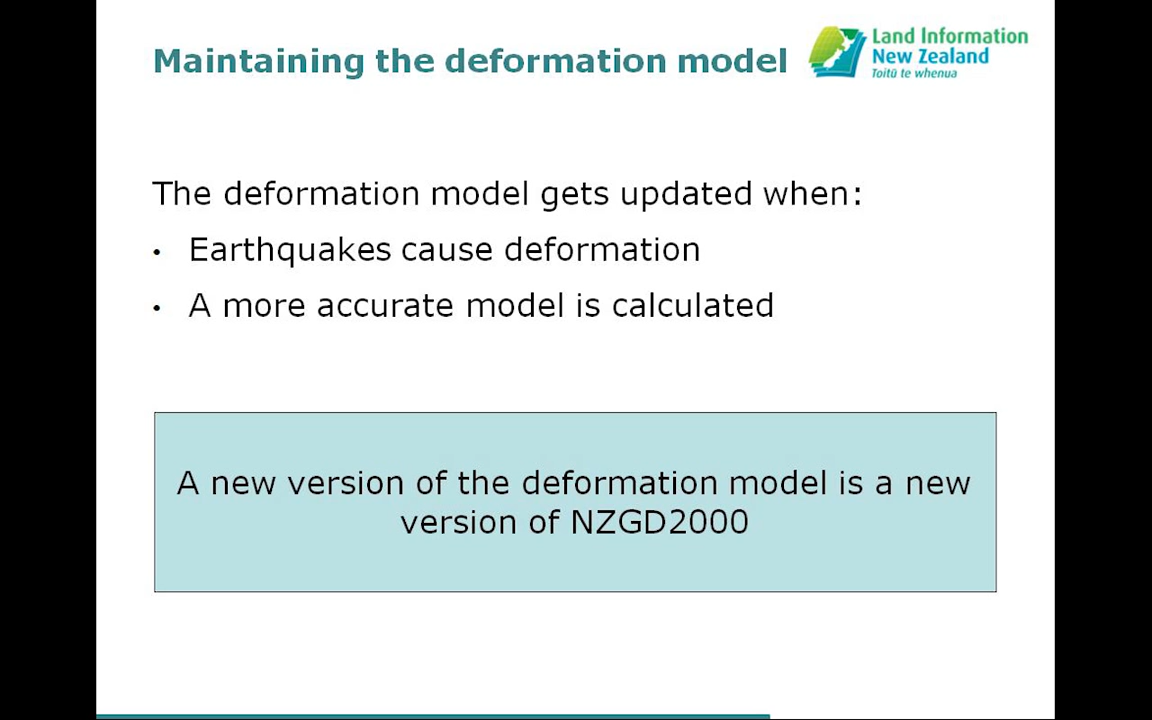 Maintaining the deformation model
Land Information
New Zealand
Toitū te whenua
The deformation model gets updated when:
• Earthquakes cause deformation
• A more accurate model is calculated
A new version of the deformation model is a new
version of NZGD2000